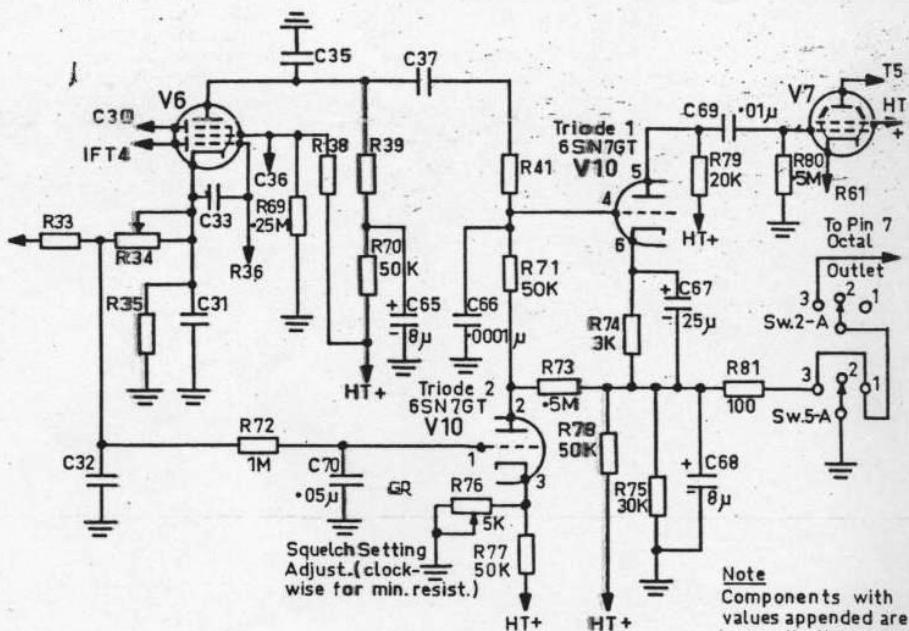 C35
C37
V6
T5
V7
HT
+
C69
·01µ
Triode 1
6SN7GT
V10
C3
IFT4
R38
R39
R41
5
4
6
R79
20K
R80
·5M
R61
C36
R69
·25M
C33
R33
R34
R36
R35
C31
HT+
To Pin 7
Octal
Outlet
R70
50K
C65
+
8µ
R71
50K
C66
·0001µ
C67
+
-
25µ
R74
3K
3
2
1
Sw.2-A
HT+
Triode 2
6SN7GT
V10
2
1
3
R73
·5M
R81
100
3
2
1
Sw.5-A
R72
1M
C32
C70
·05µ
GR
R76
5K
R78
50K
R75
30K
C68
+
-
8µ
R77
50K
Squelch Setting
Adjust.(clock-
wise for min. resist.)
HT+
HT+
Note
Components with
values appended are